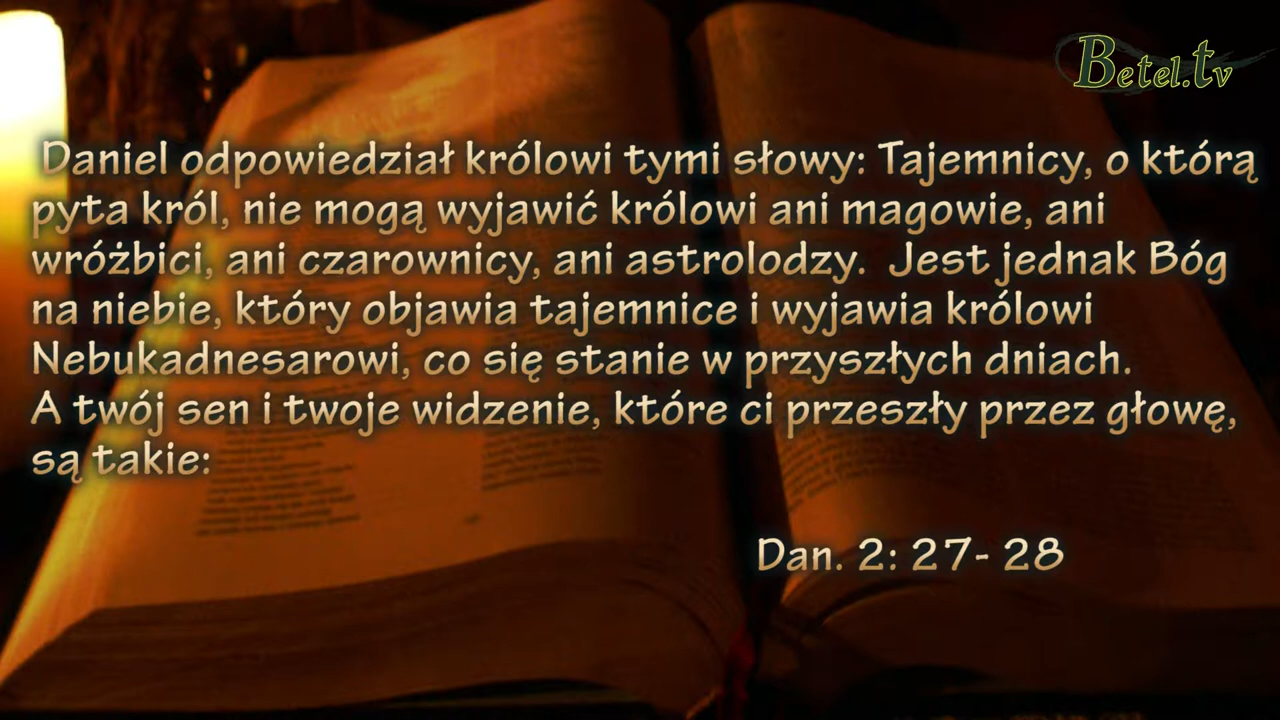 Betel.tv
Daniel odpowiedział królowi tymi słowy: Tajemnicy, o którą
pyta król, nie mogą wyjawić królowi ani magowie, ani
wróżbici, ani czarownicy, ani astrolodzy. Jest jednak Bóg
na niebie, który objawia tajemnice i wyjawia królowi
Nebukadnesarowi, co się stanie w przyszłych dniach.
A twój sen i twoje widzenie, które ci przeszły przez głowę,
są takie:
Dan. 2: 27- 28